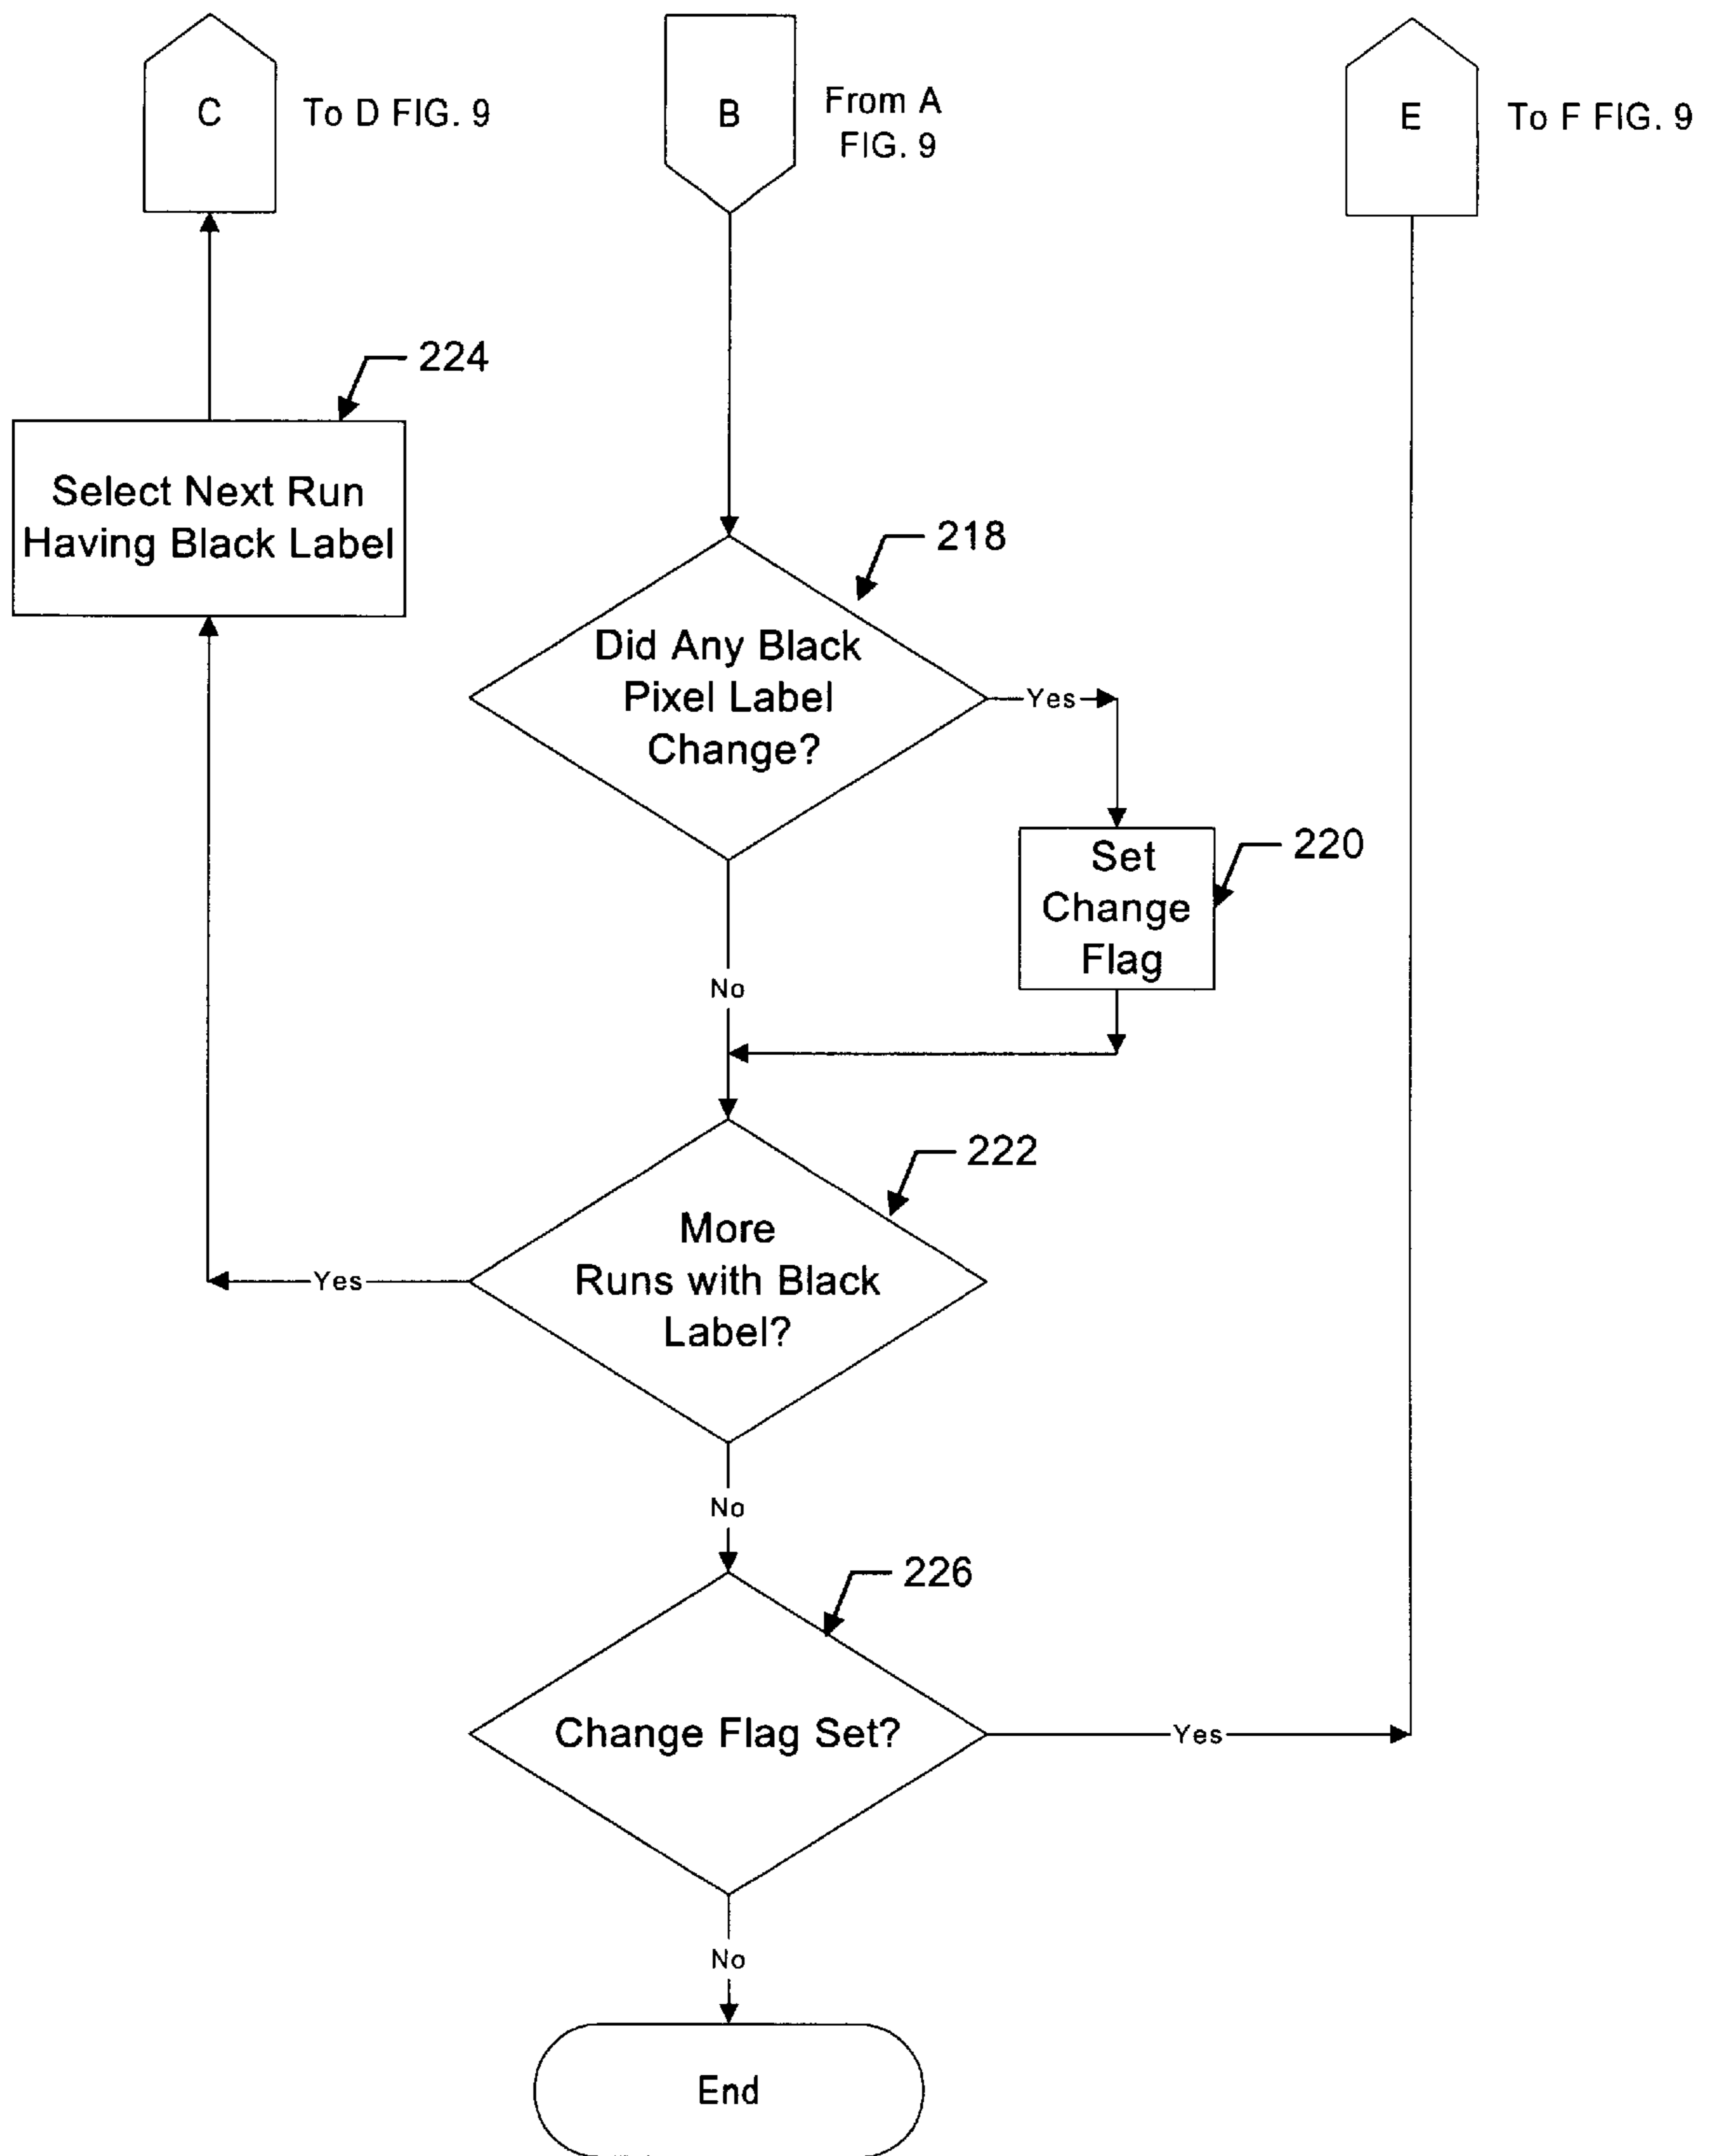 C
To D FIG. 9
B
From A
FIG. 9
E
To F FIG. 9
224
Select Next Run
Having Black Label
218
Did Any Black
Pixel Label
Change?
Yes
220
Set
Change
Flag
No
222
More
Runs with Black
Label?
Yes
No
226
Change Flag Set?
Yes
No
End